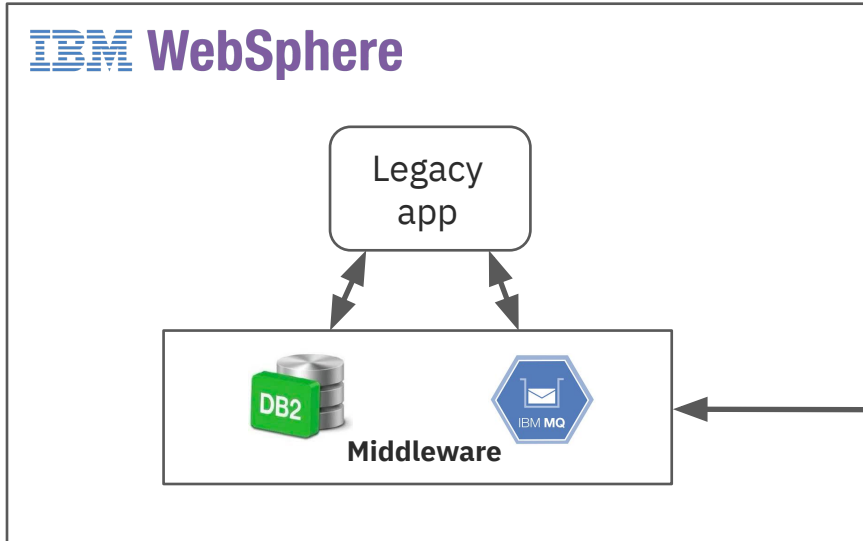 IBM WebSphere
Legacy
app
DB2
IBM MQ
Middleware